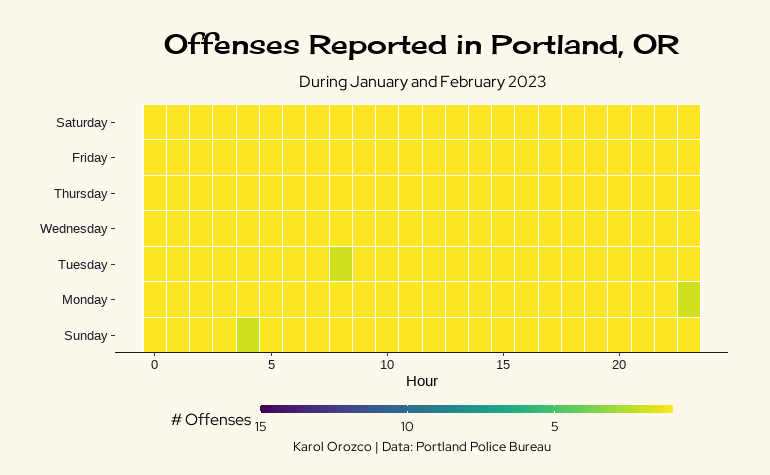 Offenses Reported in Portland, OR
During January and February 2023
Saturday
Friday
Thursday
Wednesday
Tuesday
Monday
Sunday
0 5 10 15 20
Hour
# Offenses
15 10 5
Karol Orozco | Data: Portland Police Bureau